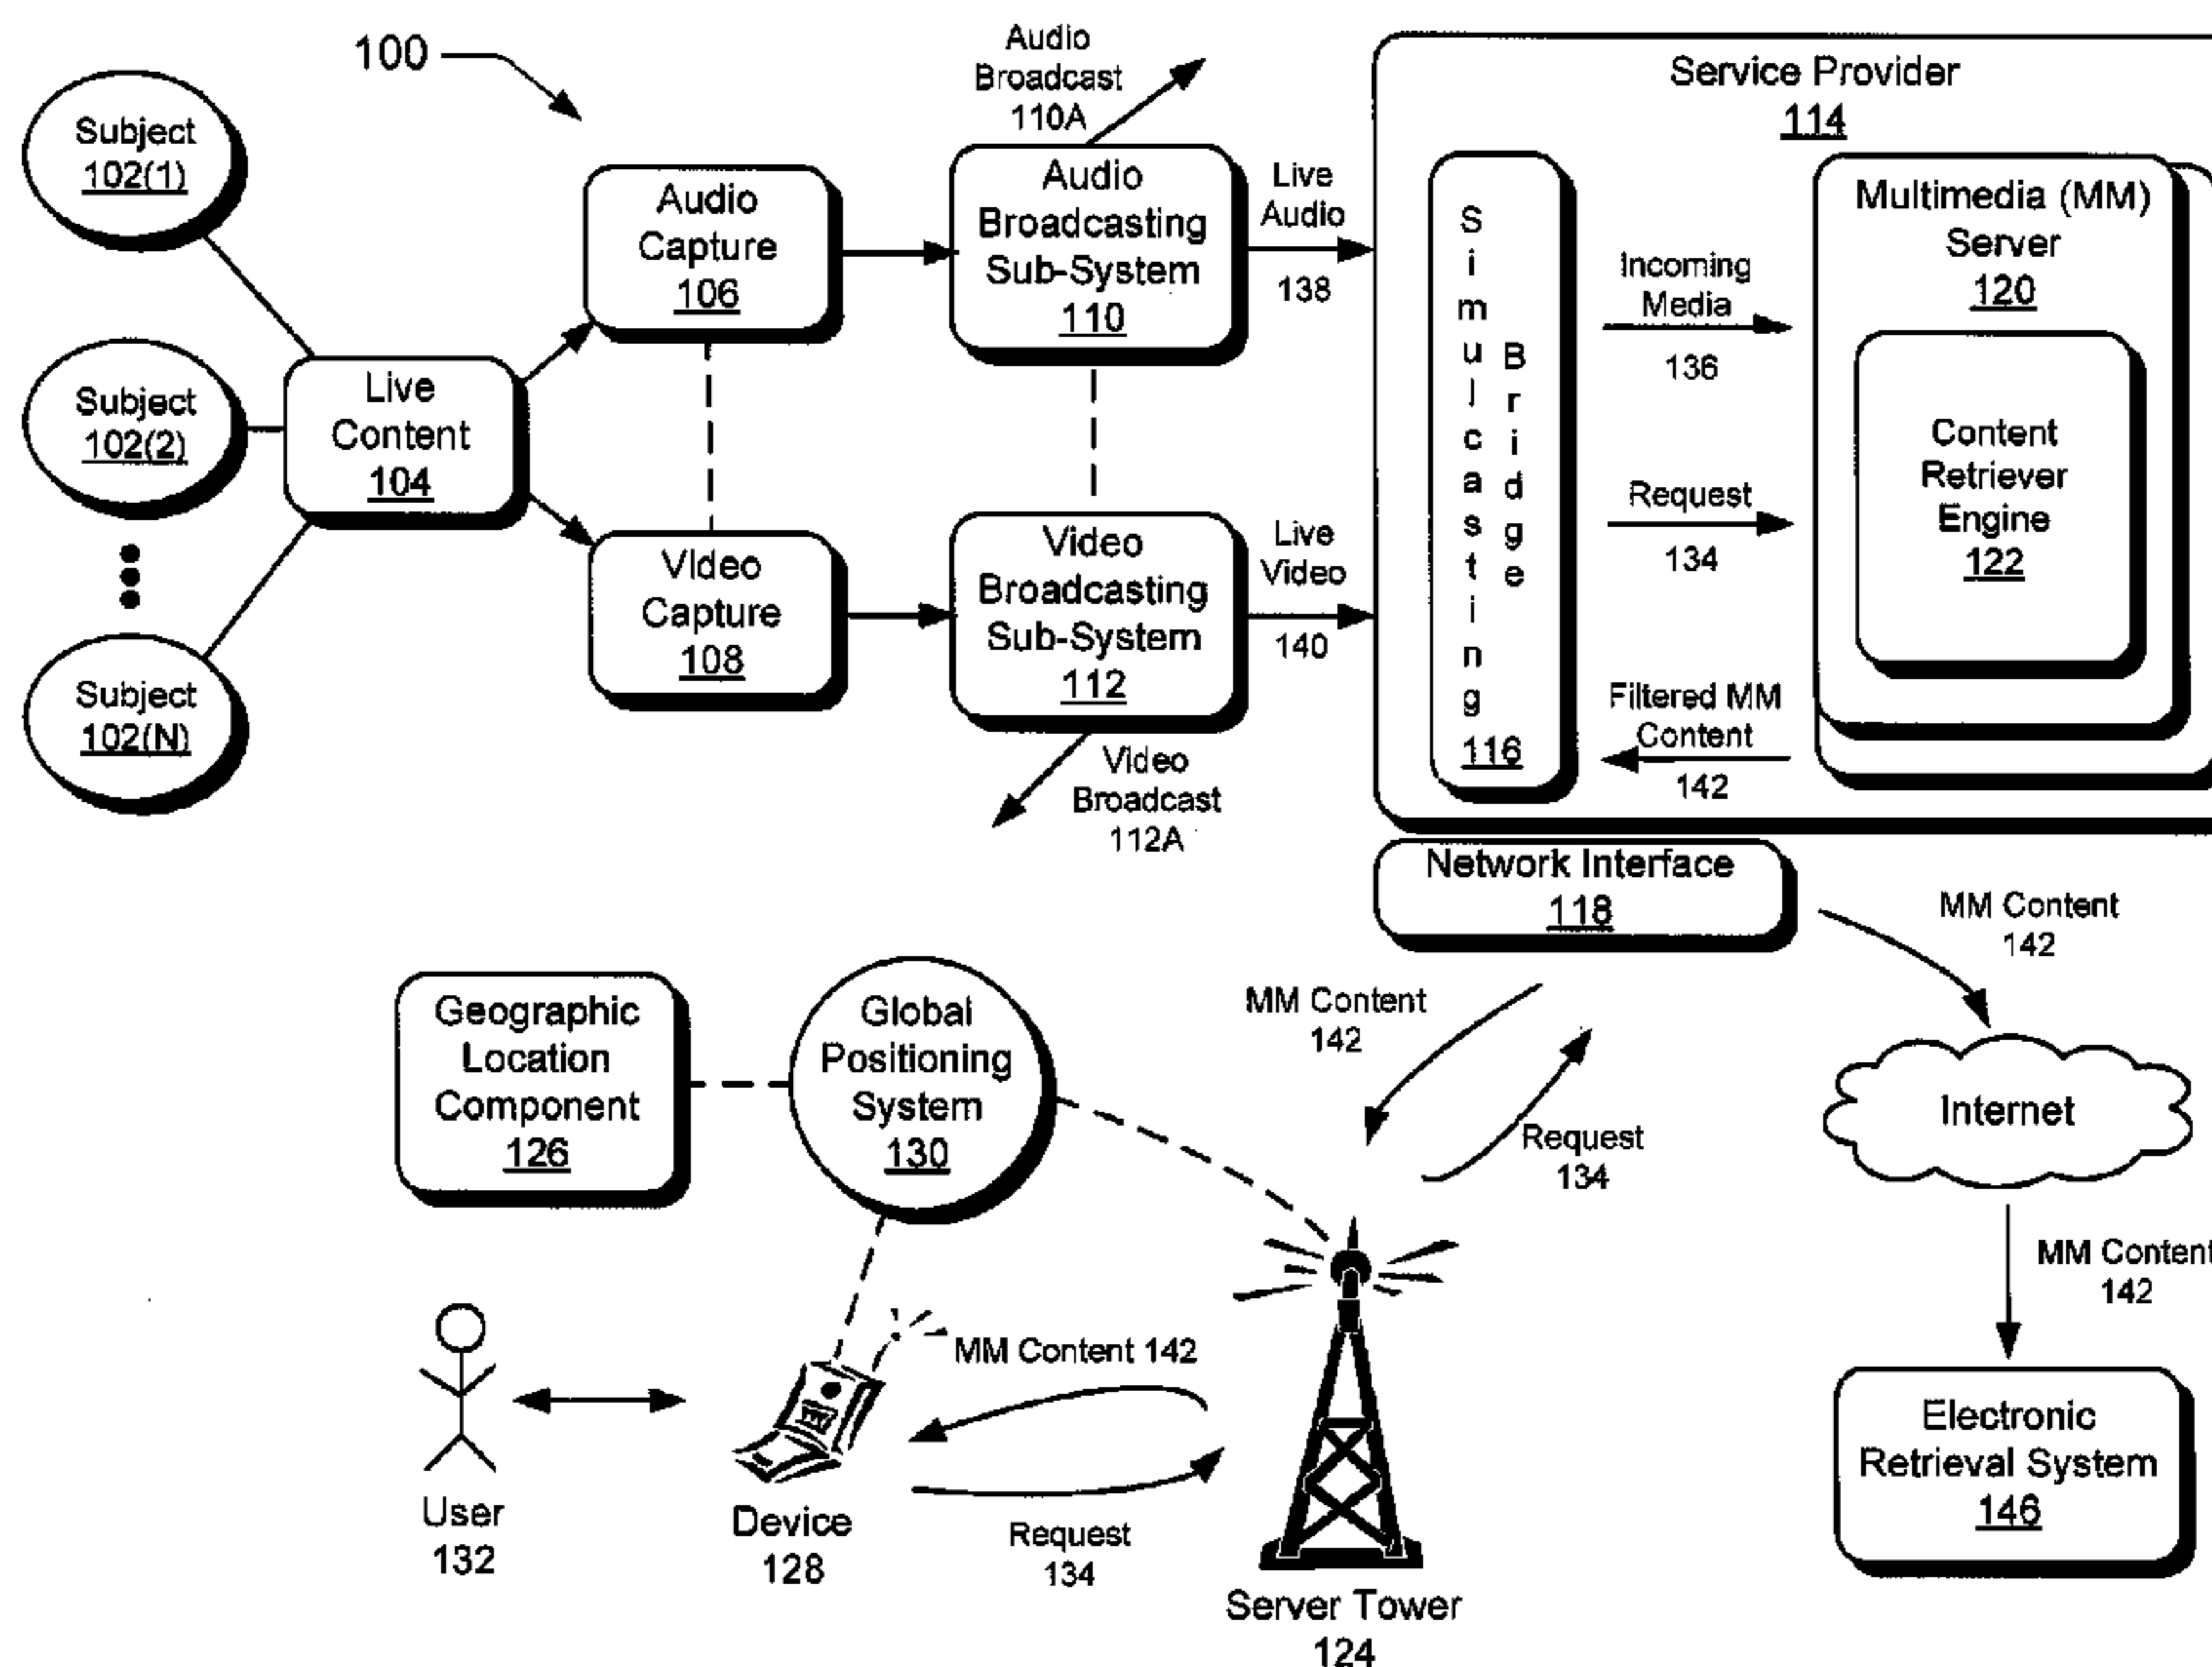 100
Subject
102(1)
Subject
102(2)
Subject
102(N)
Live
Content
104
Audio
Capture
106
Video
Capture
108
Audio
Broadcast
110A
Audio
Broadcasting
Sub-System
110
Video
Broadcasting
Sub-System
112
Video
Broadcast
112A
Live
Audio
138
Live
Video
140
Service Provider
114
Simulcasting
Bridge
116
Incoming
Media
136
Request
134
Filtered MM
Content
142
Multimedia (MM)
Server
120
Content
Retriever
Engine
122
Network Interface
118
MM Content
142
MM Content
142
Request
134
Internet
MM Content
142
Electronic
Retrieval System
146
Geographic
Location
Component
126
Global
Positioning
System
130
User
132
Device
128
MM Content 142
Request
134
Server Tower
124